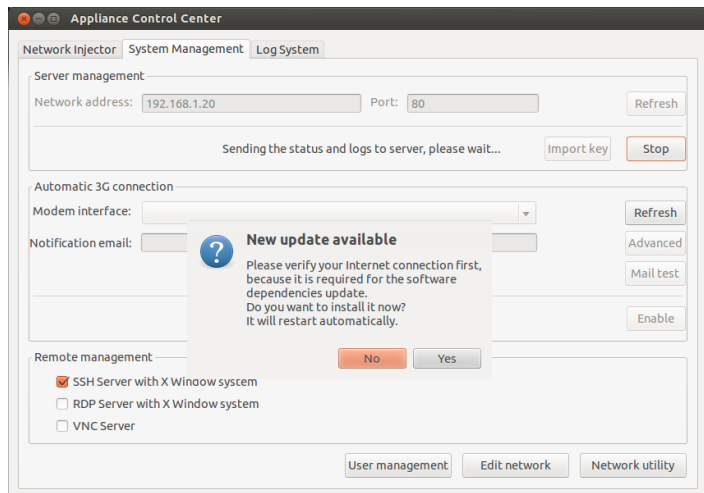 Appliance Control Center
Network Injector System Management Log System
Server management
Network address: 192.168.1.20 Port: 80 Refresh
Sending the status and logs to server, please wait... Import key Stop
Automatic 3G connection
Modem interface: Refresh
Notification email: Advanced
Mail test
Enable
New update available
Please verify your Internet connection first,
because it is required for the software
dependencies update.
Do you want to install it now?
It will restart automatically.
No Yes
Remote management
SSH Server with X Window system
RDP Server with X Window system
VNC Server
User management Edit network Network utility